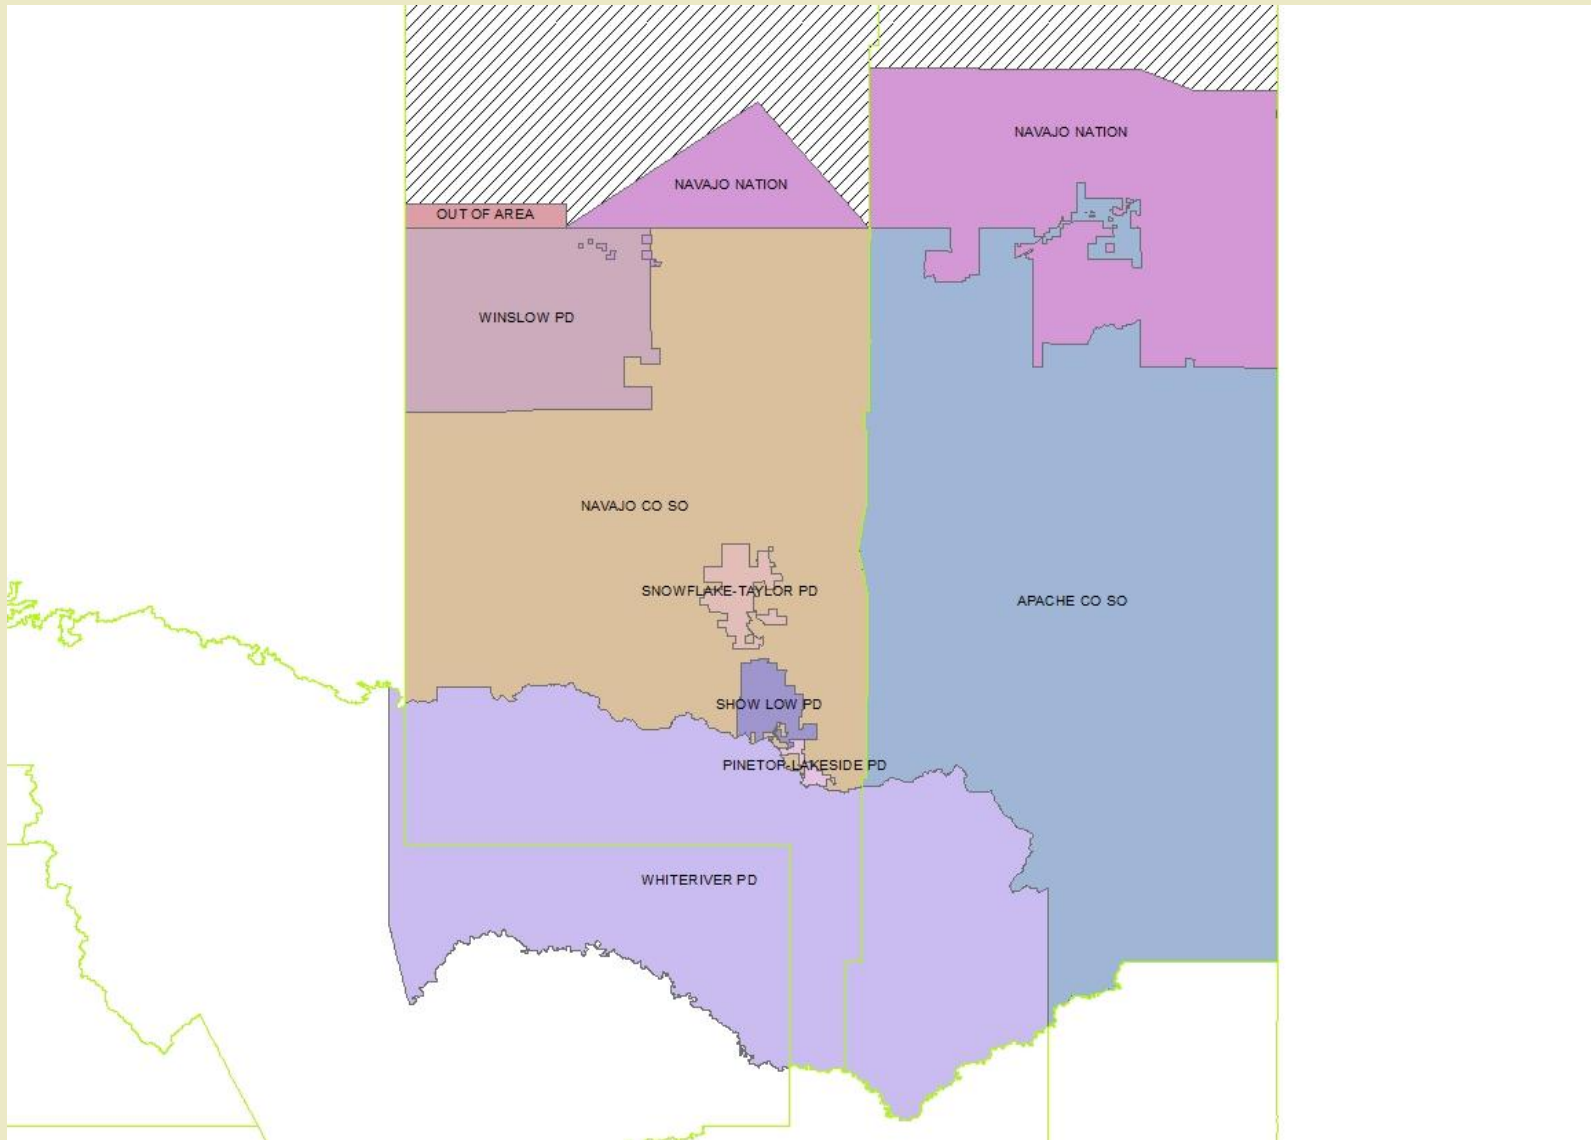 NAVAJO NATION
NAVAJO NATION
OUT OF AREA
WINSLOW PD
NAVAJO CO SO
SNOWFLAKE-TAYLOR PD
APACHE CO SO
SHOW LOW PD
PINETOP-LAKESIDE PD
WHITERIVER PD